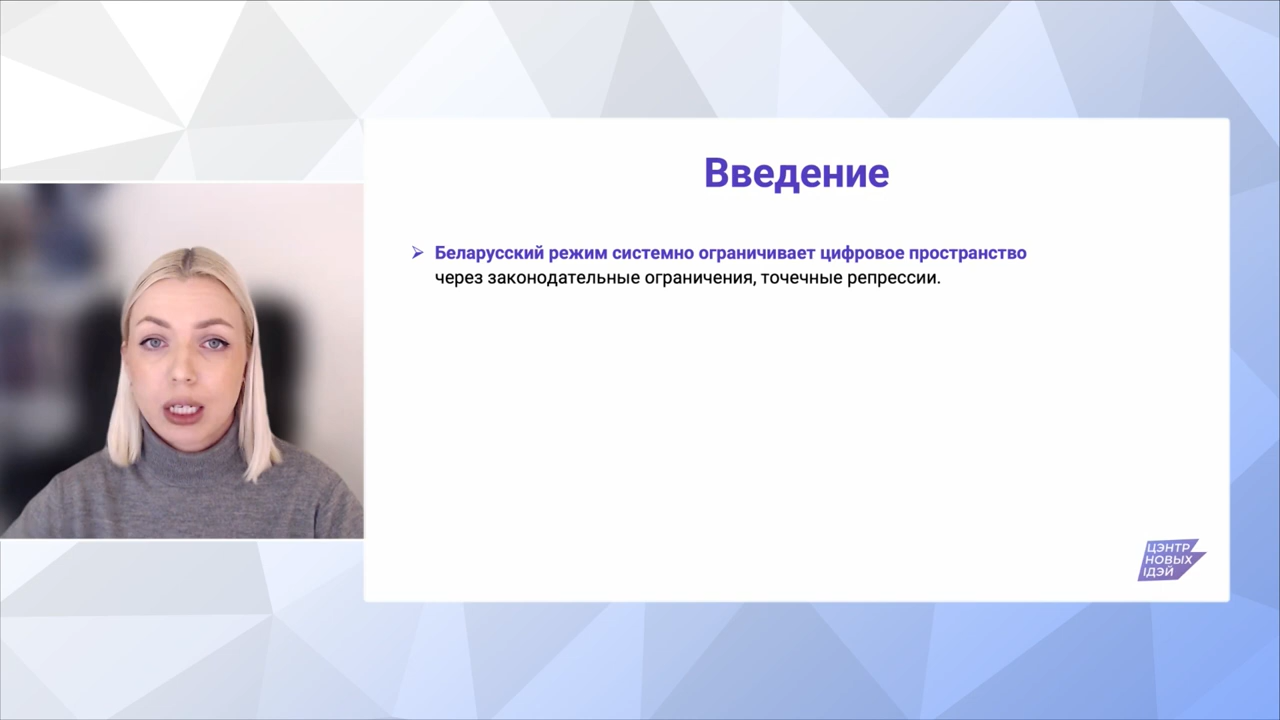 Введение
➢ Беларусский режим системно ограничивает цифровое пространство
через законодательные ограничения, точечные репрессии.
ЦЭНТР
НОВЫХ
ІДЭЙ